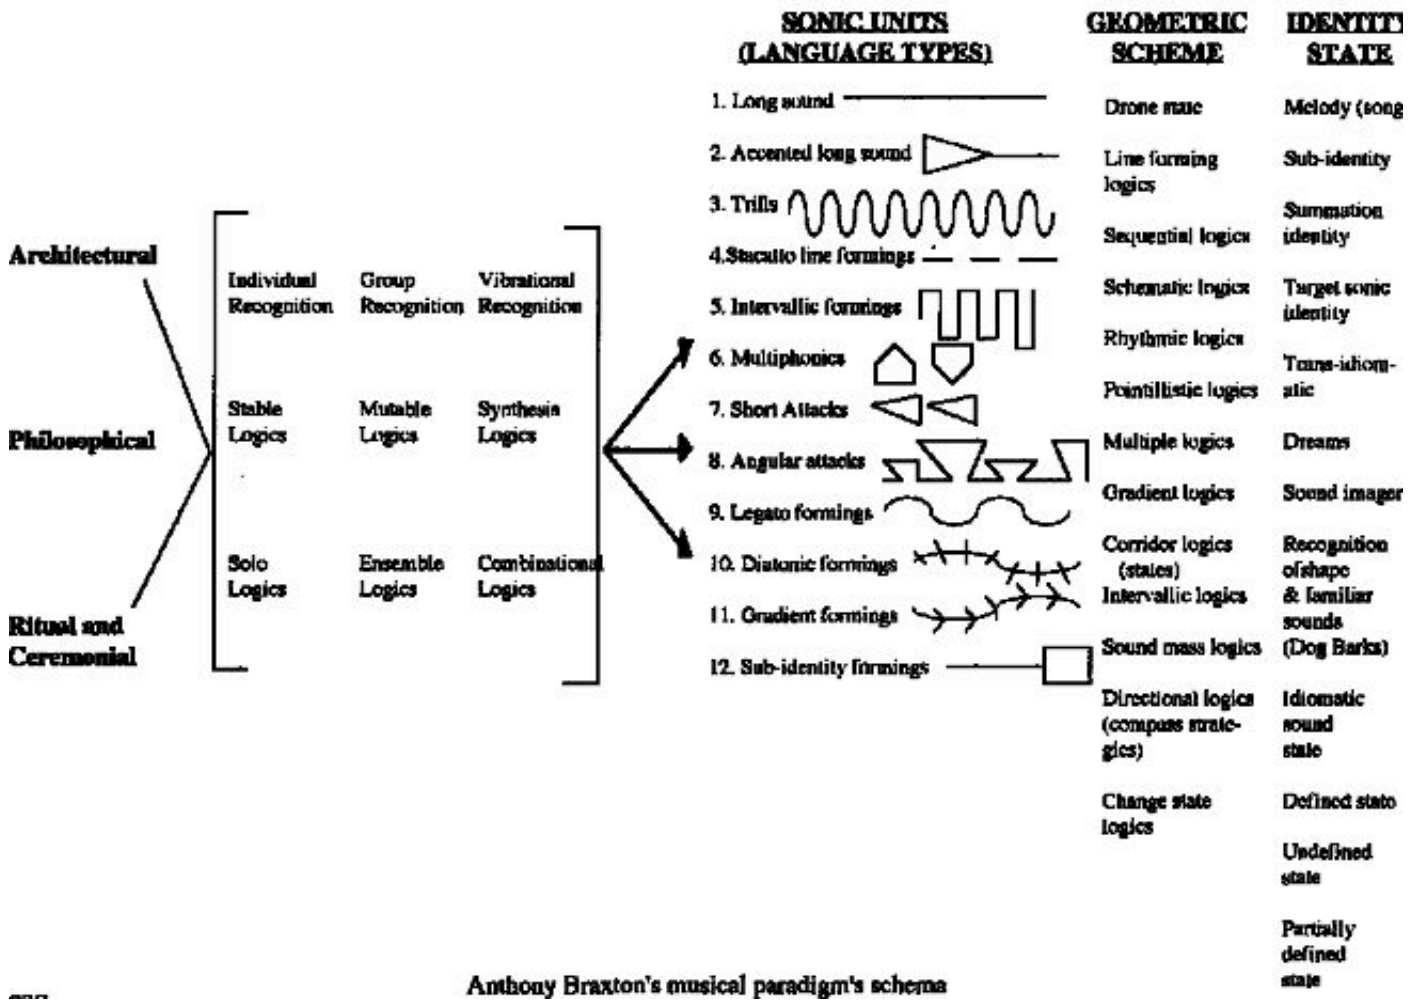 SONIC UNITS
(LANGUAGE TYPES)
1. Long sound
2. Accented long sound
3. Trills
4.Stacatto line formings
5. Intervallic formings
6. Multiphonics
7. Short Attacks
8. Angular attacks
9. Legato formings
10. Diatonic formings
11. Gradient formings
12. Sub-identity formings
GEOMETRIC
SCHEME
Drone state
Line forming
logics
Sequential logics
Schematic logics
Rhythmic logics
Pointillistic logics
Multiple logics
Gradient logics
Corridor logics
(states)
Intervallic logics
Sound mass logics
Directional logics
(compass strate-
gies)
Change state
logics
IDENTITY
STATE
Melody (song
Sub-identity
Summation
identity
Target sonic
identity
Trans-idiom-
atic
Dreams
Sound imager
Recognition
ofshape
& familiar
sounds
(Dog Barks)
Idiomatic
sound
state
Defined state
Undefined
state
Partially
defined
state
Architectural
Philosophical
Ritual and
Ceremonial
Individual
Recognition
Group
Recognition
Vibrational
Recognition
Stable
Logics
Mutable
Logics
Synthesis
Logics
Solo
Logics
Ensemble
Logics
Combinational
Logics
Anthony Braxton's musical paradigm's schema